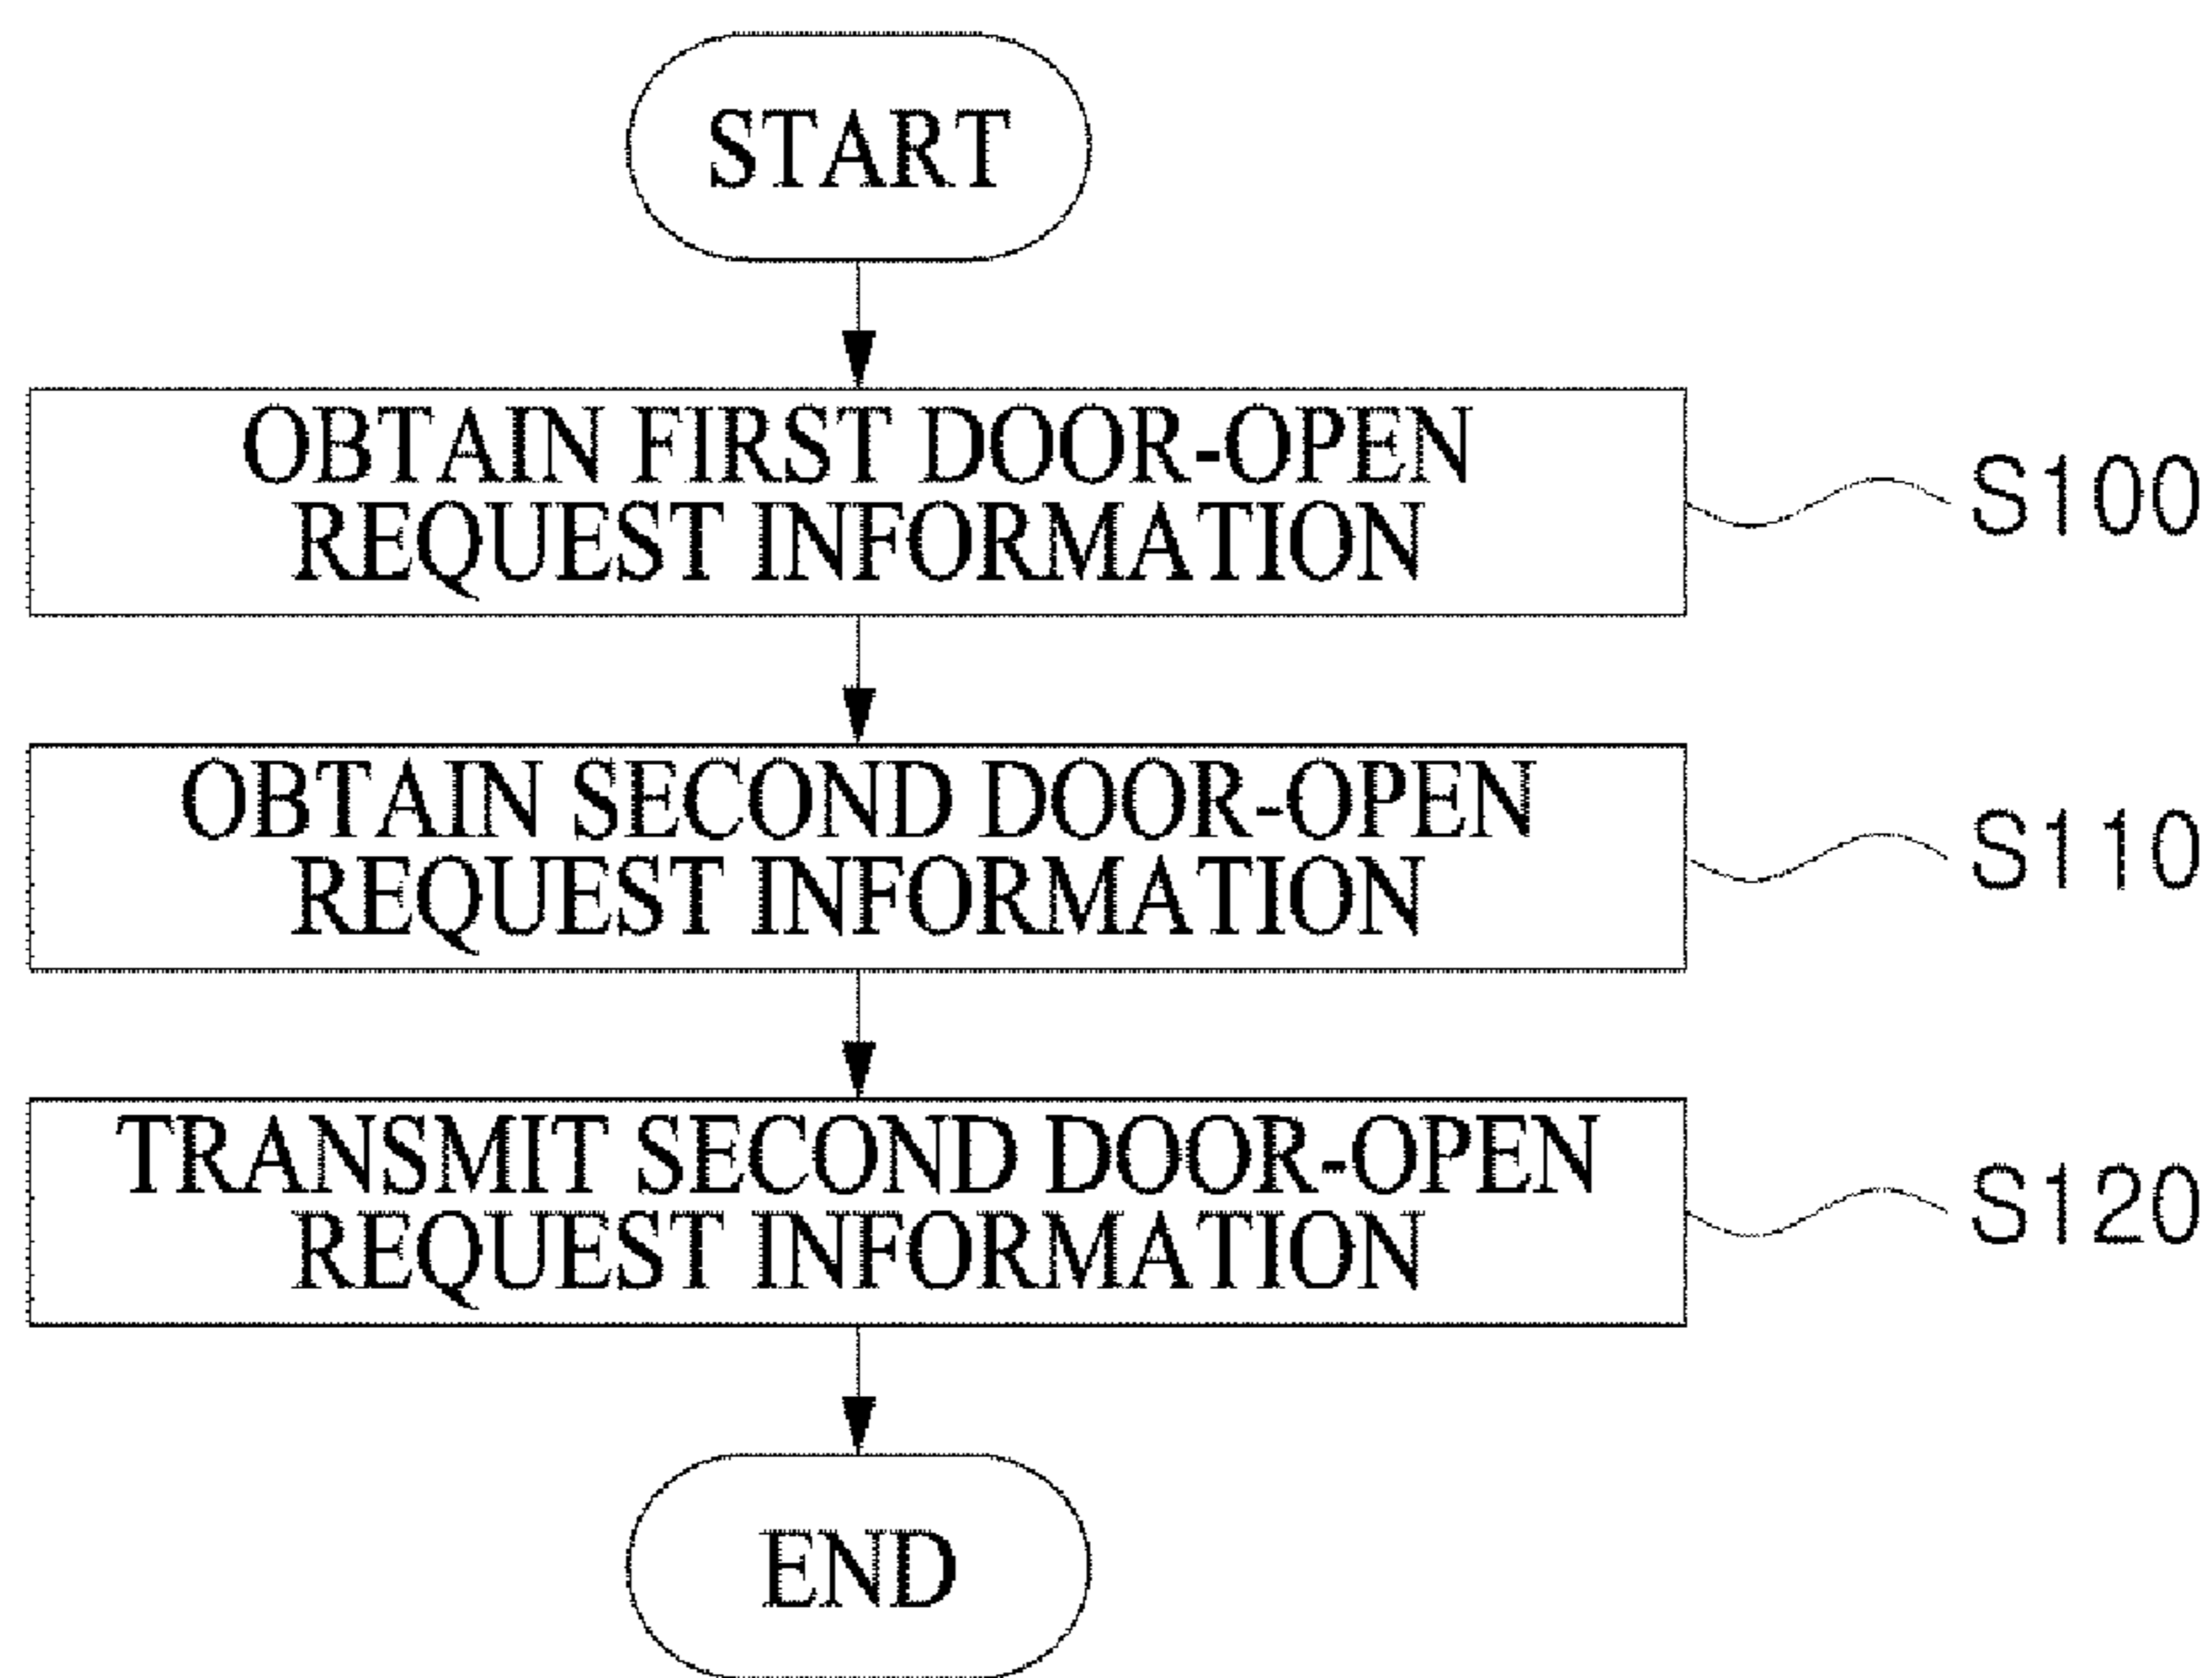 START
OBTAIN FIRST DOOR-OPEN
REQUEST INFORMATION
S100
OBTAIN SECOND DOOR-OPEN
REQUEST INFORMATION
S110
TRANSMIT SECOND DOOR-OPEN
REQUEST INFORMATION
S120
END